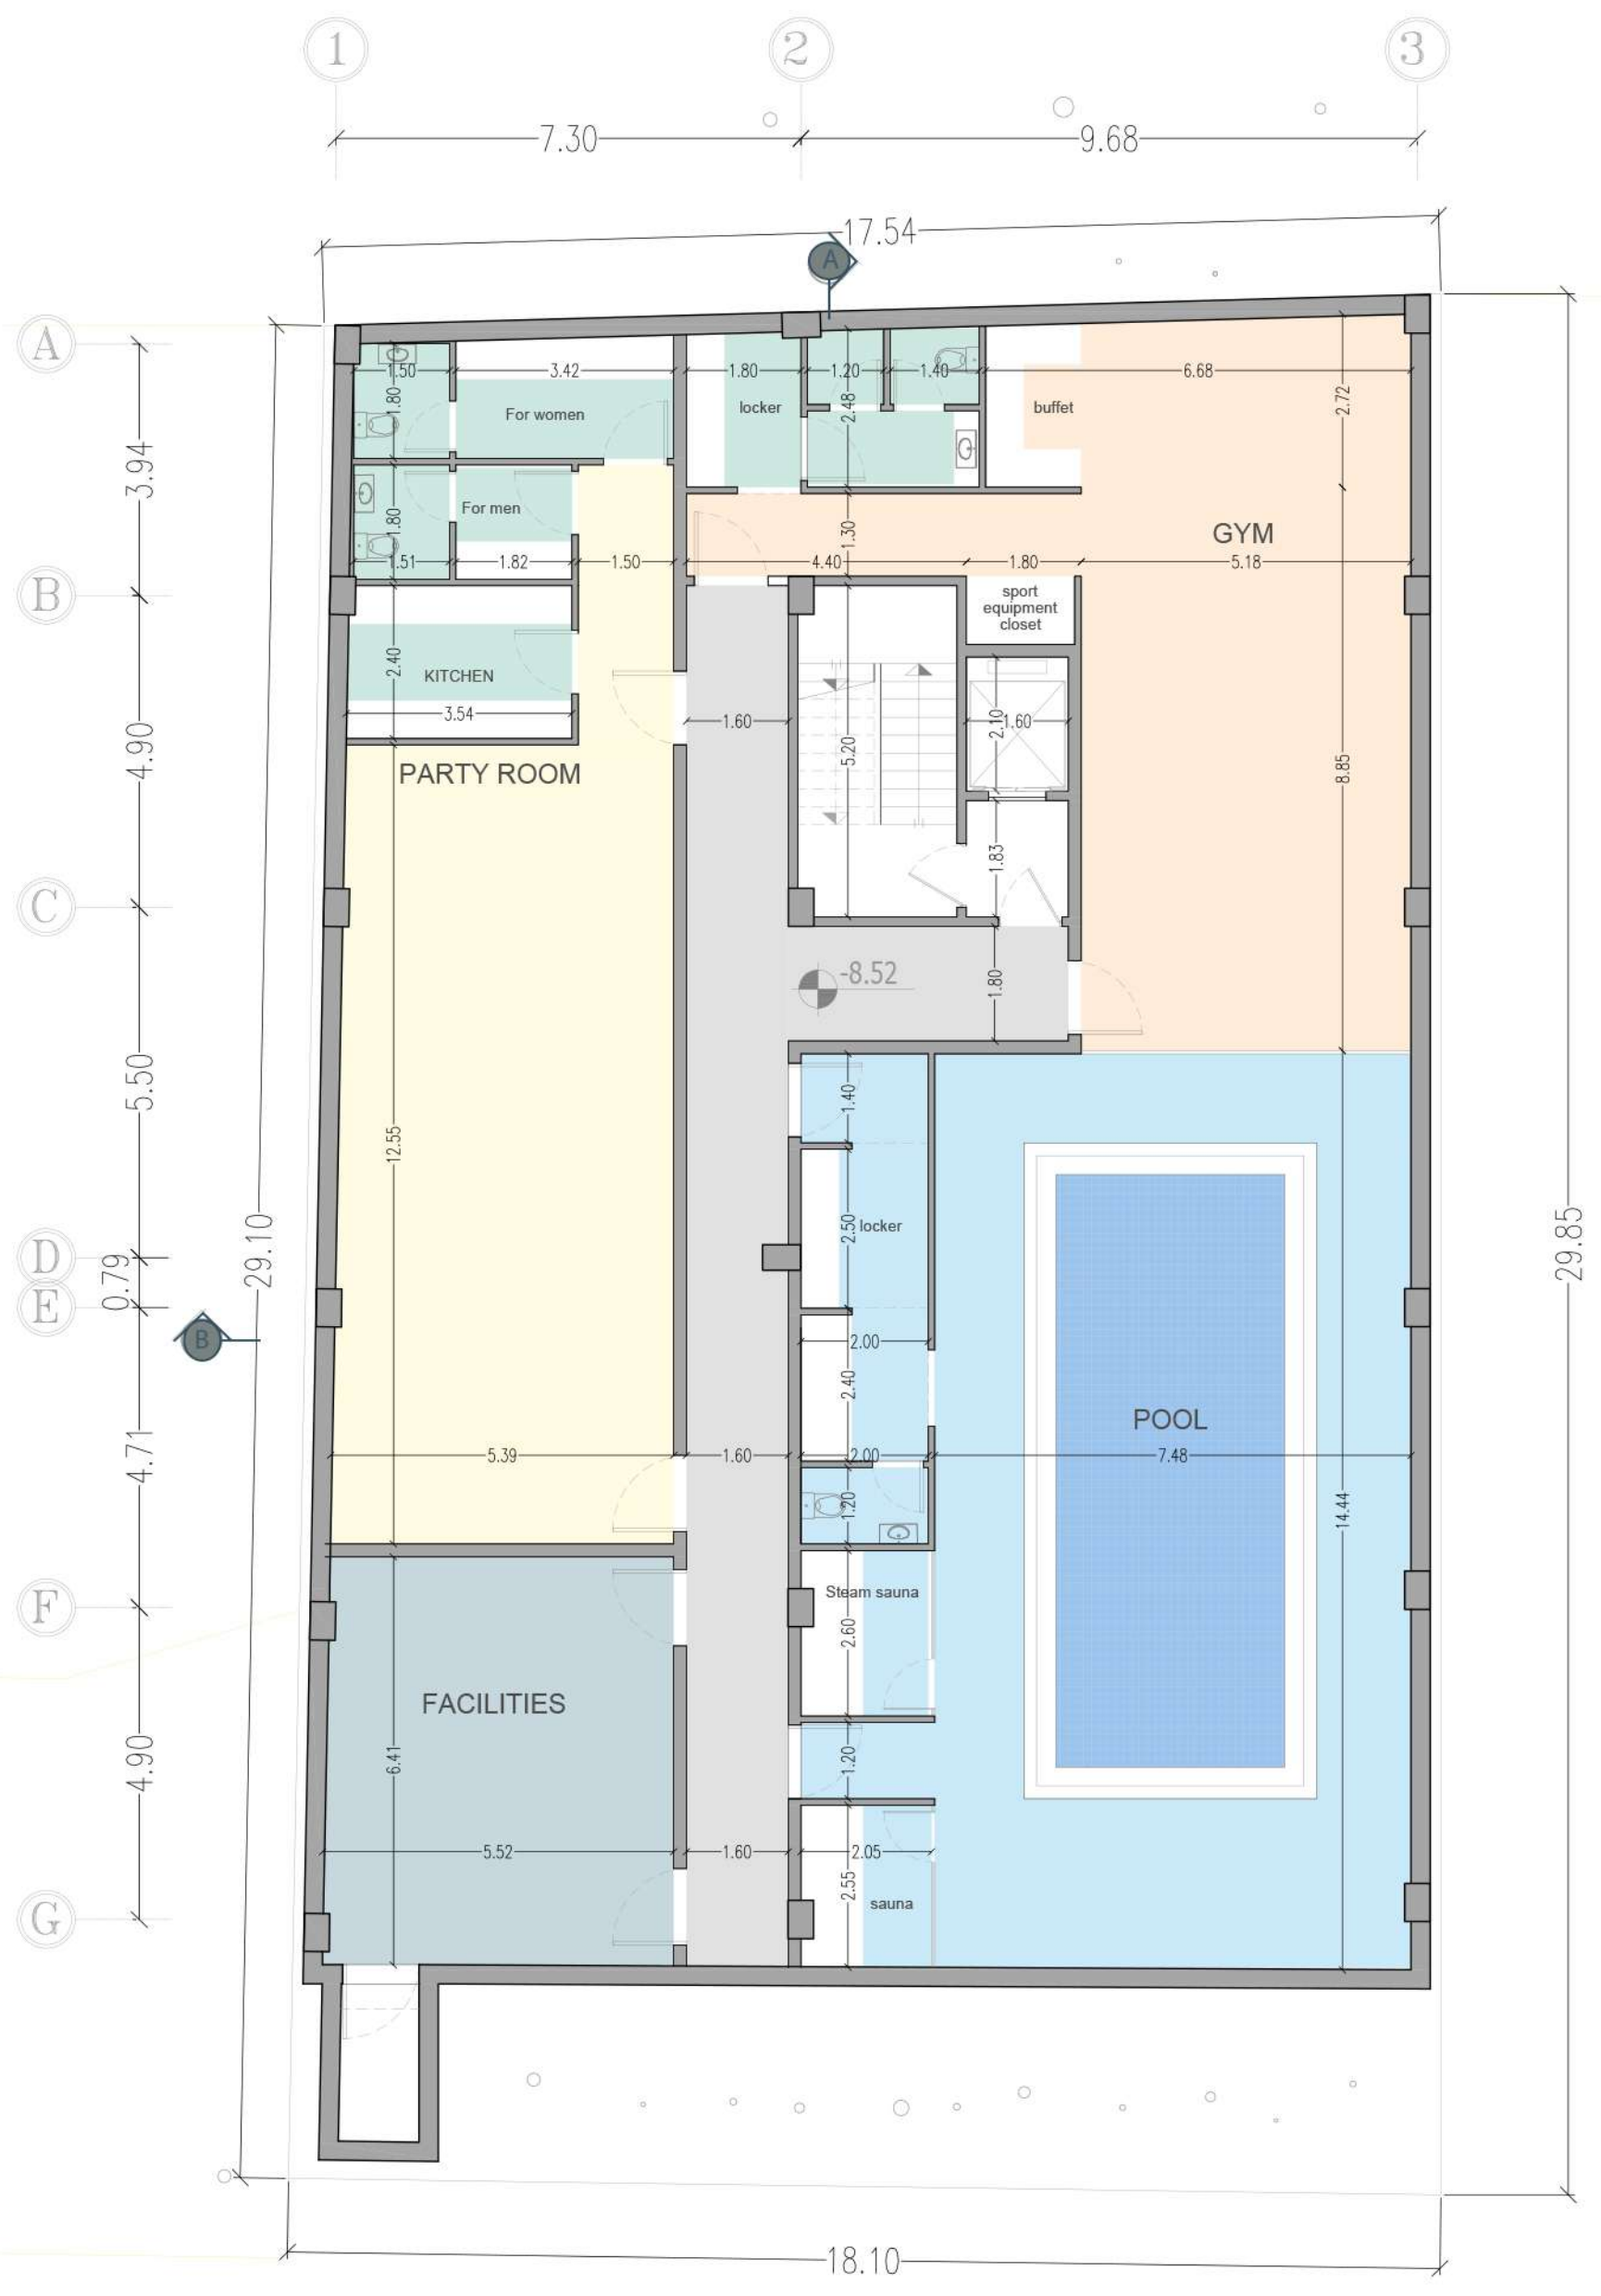 1
2
3
7.30
9.68
17.54
A
A
1.50
3.42
1.80
1.20
1.40
6.68
1.80
2.48
2.72
For women
locker
buffet
3.94
For men
1.80
1.30
GYM
1.51
1.82
1.50
4.40
1.80
5.18
B
sport
equipment
closet
2.40
KITCHEN
3.54
1.60
2.10
1.60
4.90
5.20
8.85
PARTY ROOM
1.83
C
-8.52
1.80
5.50
1.40
12.55
2.50
locker
29.10
29.85
D
0.79
E
B
2.00
2.40
POOL
4.71
5.39
1.60
2.00
7.48
1.20
14.44
F
Steam sauna
2.60
FACILITIES
4.90
6.41
1.20
5.52
1.60
2.05
2.55
sauna
G
18.10